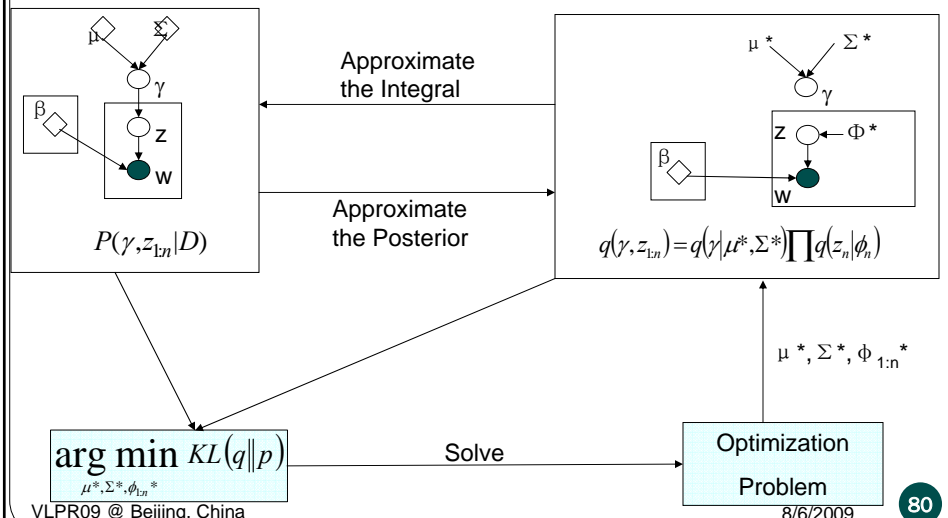 μ Σ
γ
β
z
w
P(γ,z₁:ₙ|D)
Approximate
the Integral
Approximate
the Posterior
μ * Σ *
γ
z Φ *
β
w
q(γ,z₁:ₙ)=q(γ|μ*,Σ*)∏q(zₙ|ϕₙ)
μ *, Σ *, ϕ ₁:ₙ*
arg min KL(q‖p)
μ*,Σ*,ϕ₁:ₙ*
Solve
Optimization
Problem
VLPR09 @ Beijing, China 8/6/2009 80